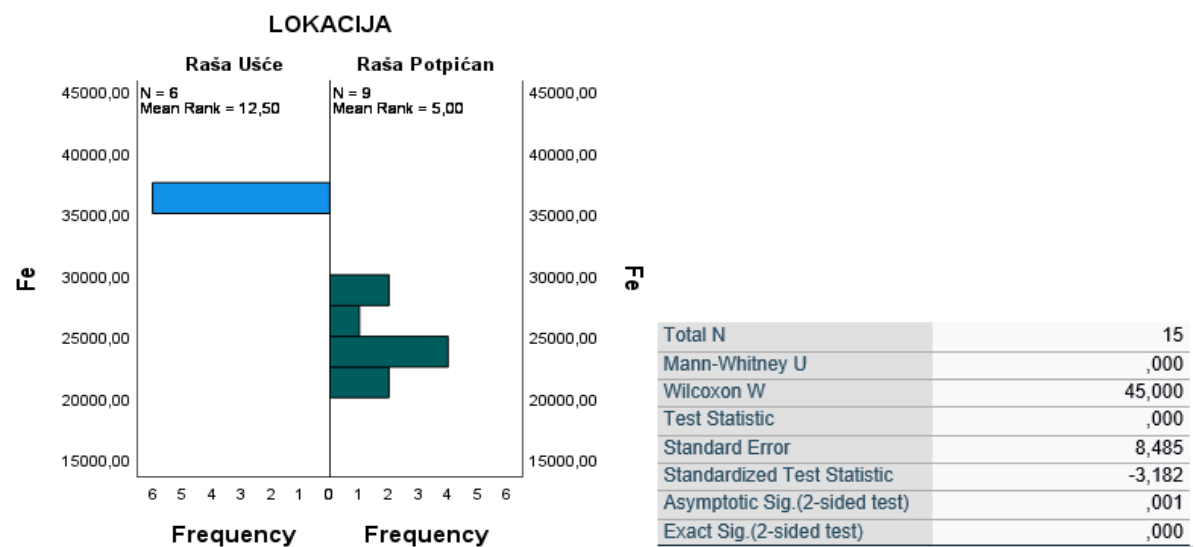 LOKACIJA
Raša Ušće Raša Potpićan
N = 6 N = 9
Mean Rank = 12,50 Mean Rank = 5,00
45000,00 45000,00
40000,00 40000,00
35000,00 35000,00
30000,00 30000,00
25000,00 25000,00
20000,00 20000,00
15000,00 15000,00
Fe Fe
6 5 4 3 2 1 0 1 2 3 4 5 6
Frequency Frequency
Total N 15
Mann-Whitney U ,000
Wilcoxon W 45,000
Test Statistic ,000
Standard Error 8,485
Standardized Test Statistic -3,182
Asymptotic Sig.(2-sided test) ,001
Exact Sig.(2-sided test) ,000